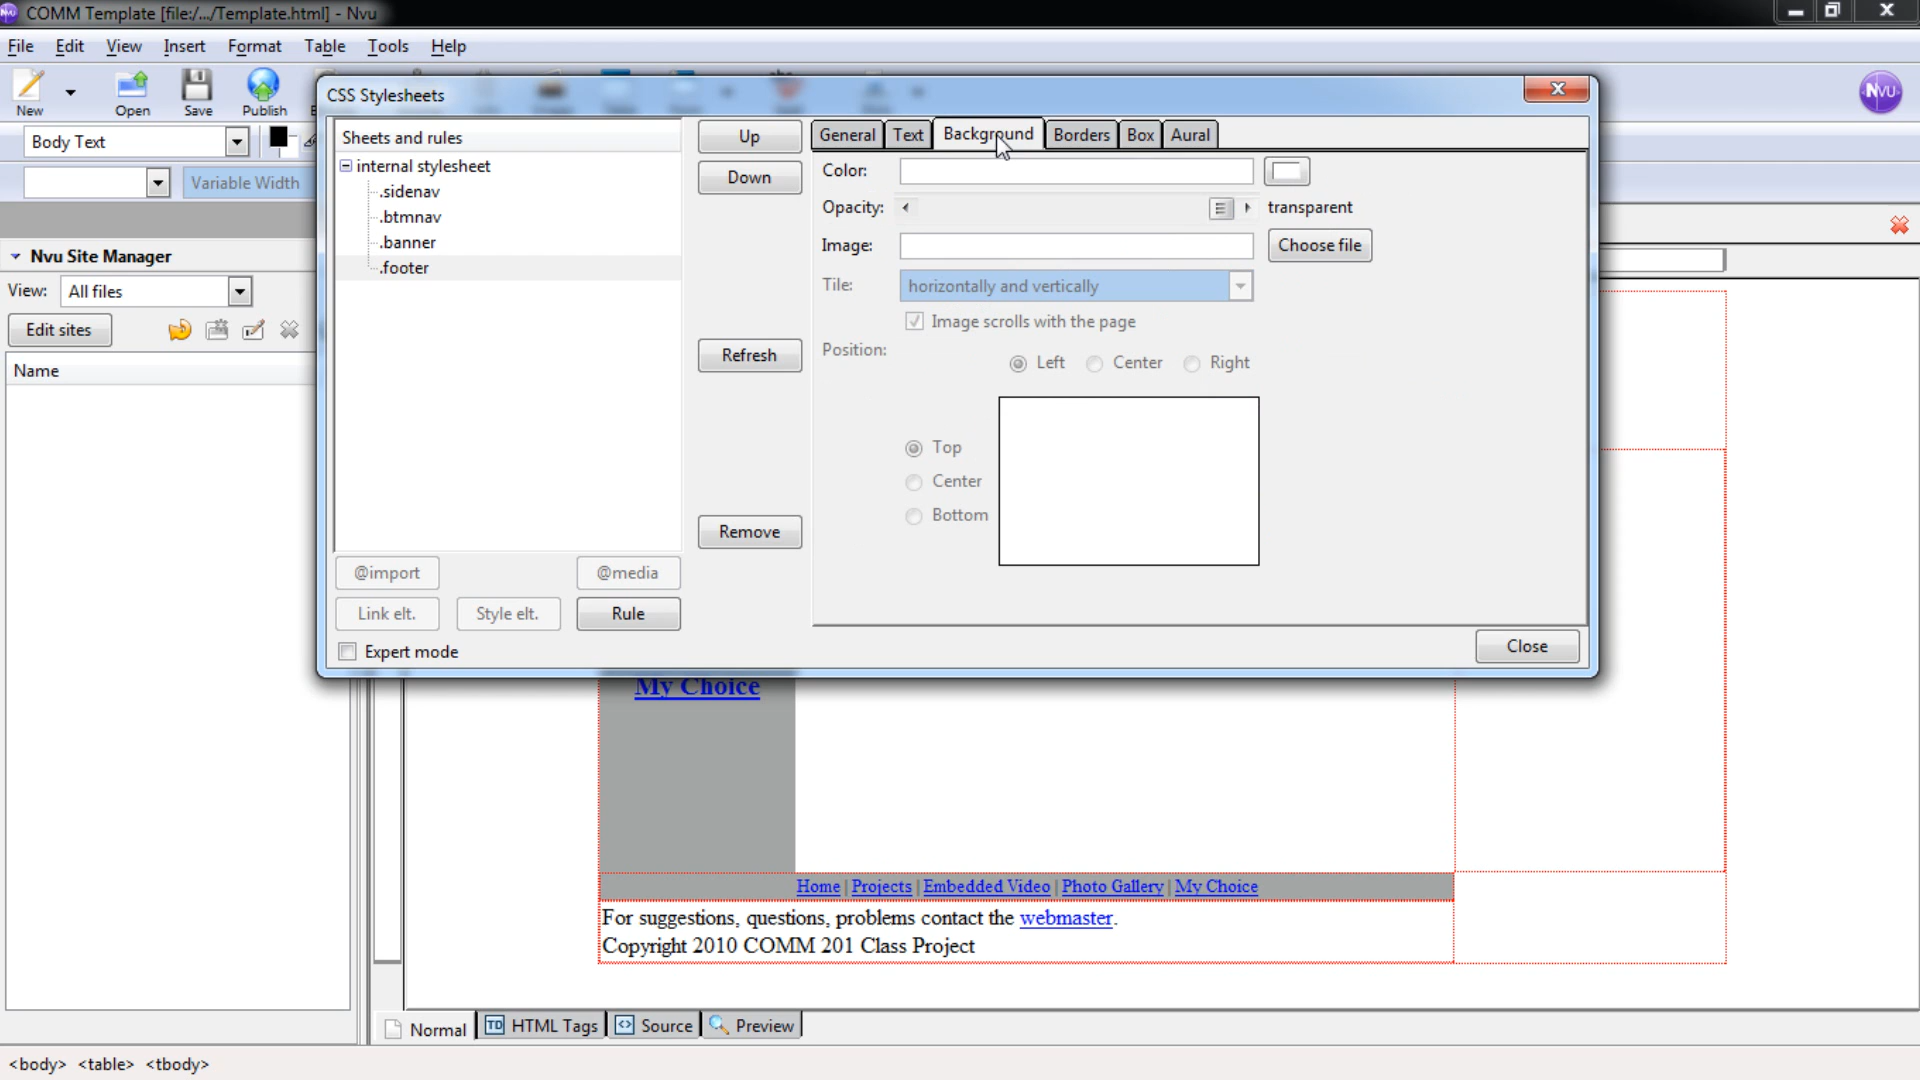 COMM Template [file:/.../Template.html] - Nvu
File Edit View Insert Format Table Tools Help
New Open Save Publish
NVU
Body Text
Variable Width
Nvu Site Manager
View: All files
Edit sites
Name
CSS Stylesheets
Sheets and rules
internal stylesheet
.sidenav
.btmnav
.banner
.footer
Up
Down
Refresh
Remove
@import @media
Link elt. Style elt. Rule
Expert mode
General Text Background Borders Box Aural
Color:
Opacity: transparent
Image: Choose file
Tile: horizontally and vertically
Image scrolls with the page
Position:
Left Center Right
Top
Center
Bottom
Close
My Choice
Home | Projects | Embedded Video | Photo Gallery | My Choice
For suggestions, questions, problems contact the webmaster.
Copyright 2010 COMM 201 Class Project
Normal TD HTML Tags Source Preview
<body> <table> <tbody>